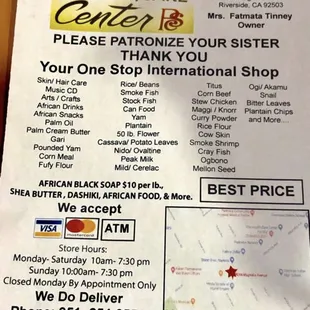 Riverside, CA 92503
Center
Mrs. Fatmata Tinney
Owner
PLEASE PATRONIZE YOUR SISTER
THANK YOU
Your One Stop International Shop
Skin/ Hair Care
Music CD
Arts / Crafts
African Drinks
African Snacks
Palm Oil
Palm Cream Butter
Gari
Pounded Yam
Corn Meal
Fufy Flour
Rice/ Beans
Smoke Fish
Stock Fish
Can Food
Yam
Plantain
50 lb. Flower
Cassava/ Potato Leaves
Nido/ Ovaltine
Peak Milk
Mild/ Cerelac
Titus
Corn Beef
Stew Chicken
Maggi / Knorr
Curry Powder
Rice Flour
Cow Skin
Smoke Shrimp
Cray Fish
Ogbono
Mellon Seed
Ogi/ Akamu
Snail
Bitter Leaves
Plantain Chips
and More....
AFRICAN BLACK SOAP $10 per lb.,
SHEA BUTTER , DASHIKI, AFRICAN FOOD, & More.
BEST PRICE
We accept
VISA
MasterCard
ATM
Store Hours:
Monday- Saturday 10am- 7:30 pm
Sunday 10:00am- 7:30 pm
Closed Monday By Appointment Only
We Do Deliver